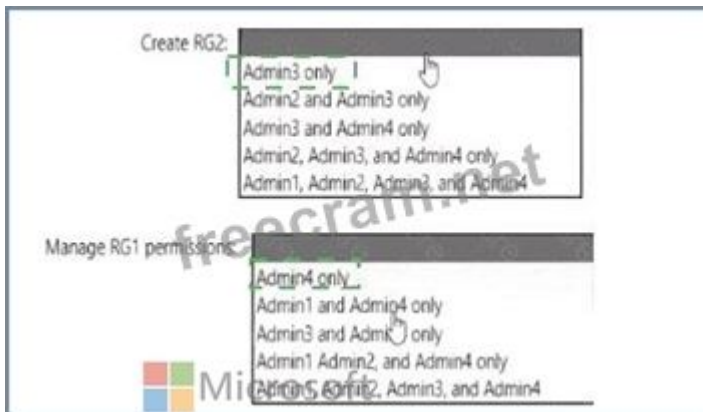 Create RG2:
Admin3 only
Admin2 and Admin3 only
Admin3 and Admin4 only
Admin2, Admin3, and Admin4 only
Admin1, Admin2, Admin3, and Admin4
freecram.net
Manage RG1 permissions:
Admin4 only
Admin1 and Admin4 only
Admin3 and only
Admin1 Admin2, and Admin4 only
Admin2, Admin3, and Admin4
Microsoft